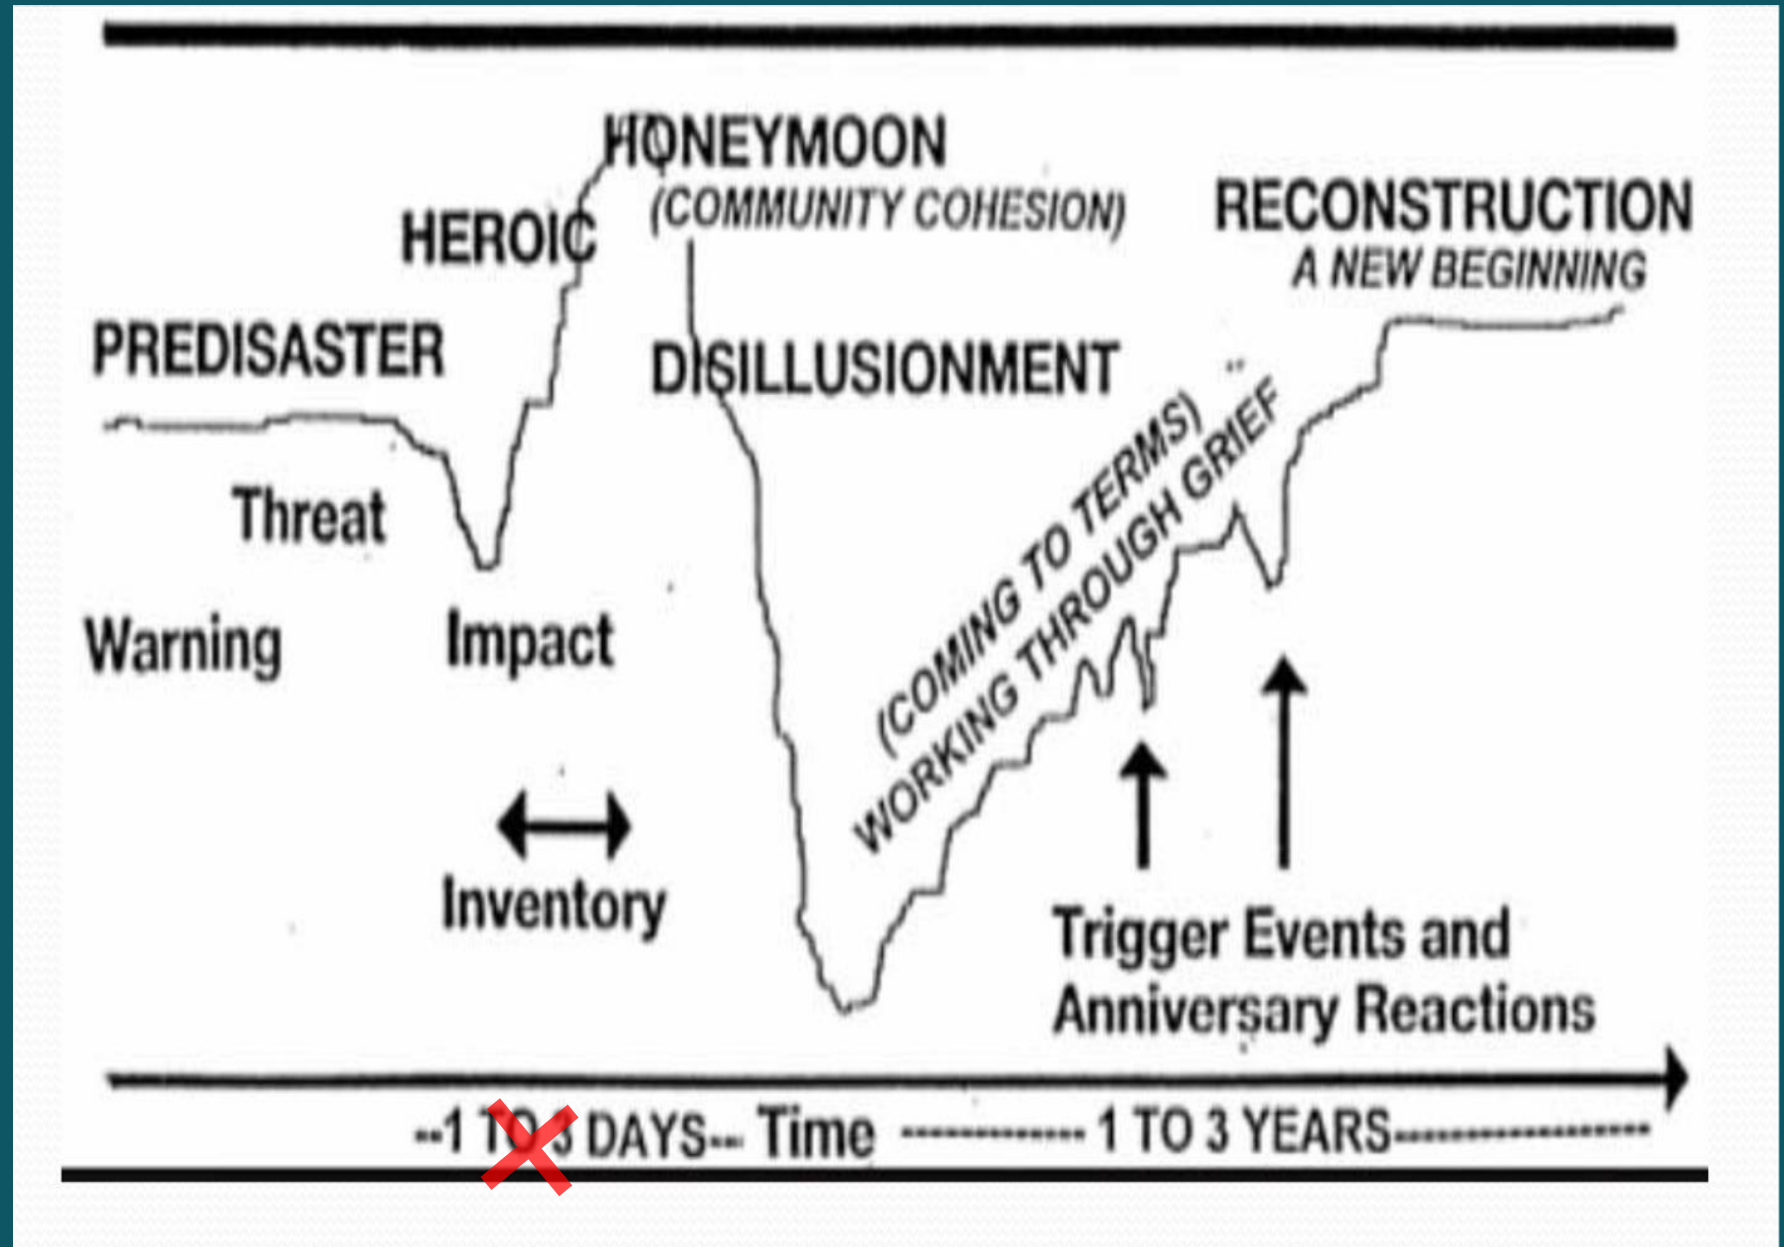 HONEYMOON
(COMMUNITY COHESION)
HEROIC
RECONSTRUCTION
A NEW BEGINNING
PREDISASTER
DISILLUSIONMENT
(COMING TO TERMS)
WORKING THROUGH GRIEF
Threat
Warning
Impact
Inventory
Trigger Events and
Anniversary Reactions
--1 TO 3 DAYS--- Time ------------ 1 TO 3 YEARS-----------------